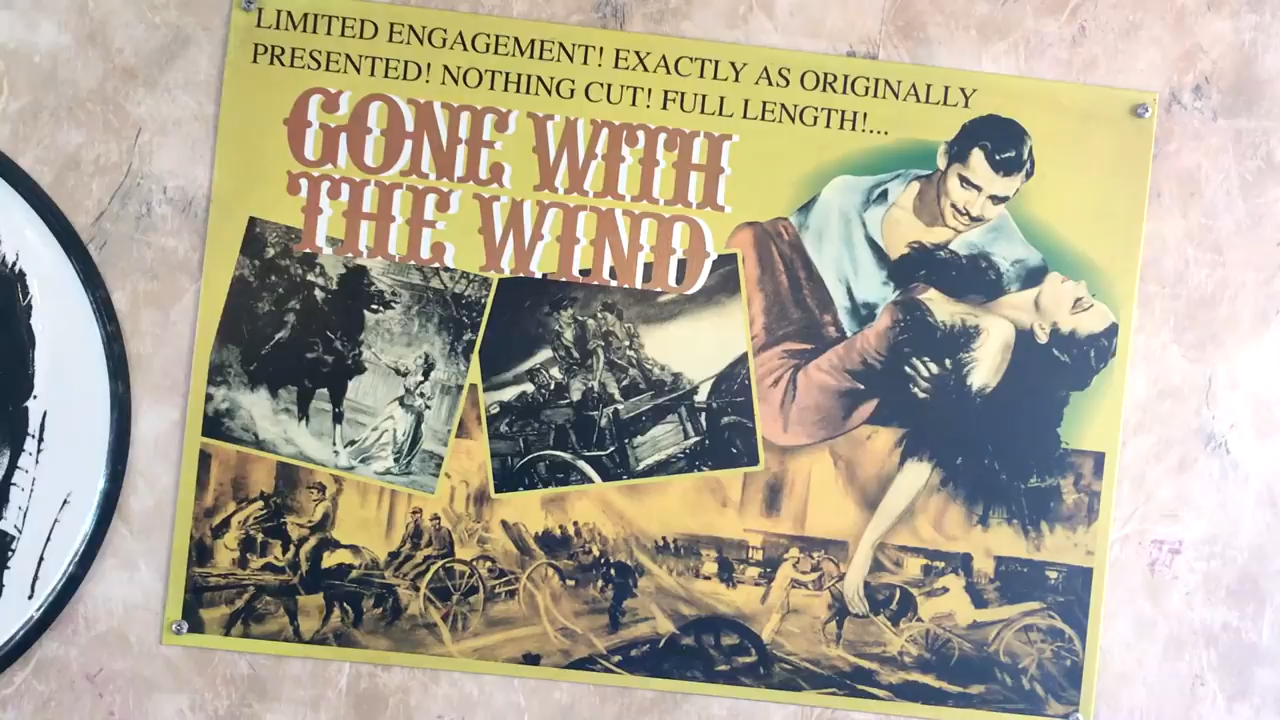 LIMITED ENGAGEMENT! EXACTLY AS ORIGINALLY
PRESENTED! NOTHING CUT! FULL LENGTH!...
GONE WITH
THE WIND